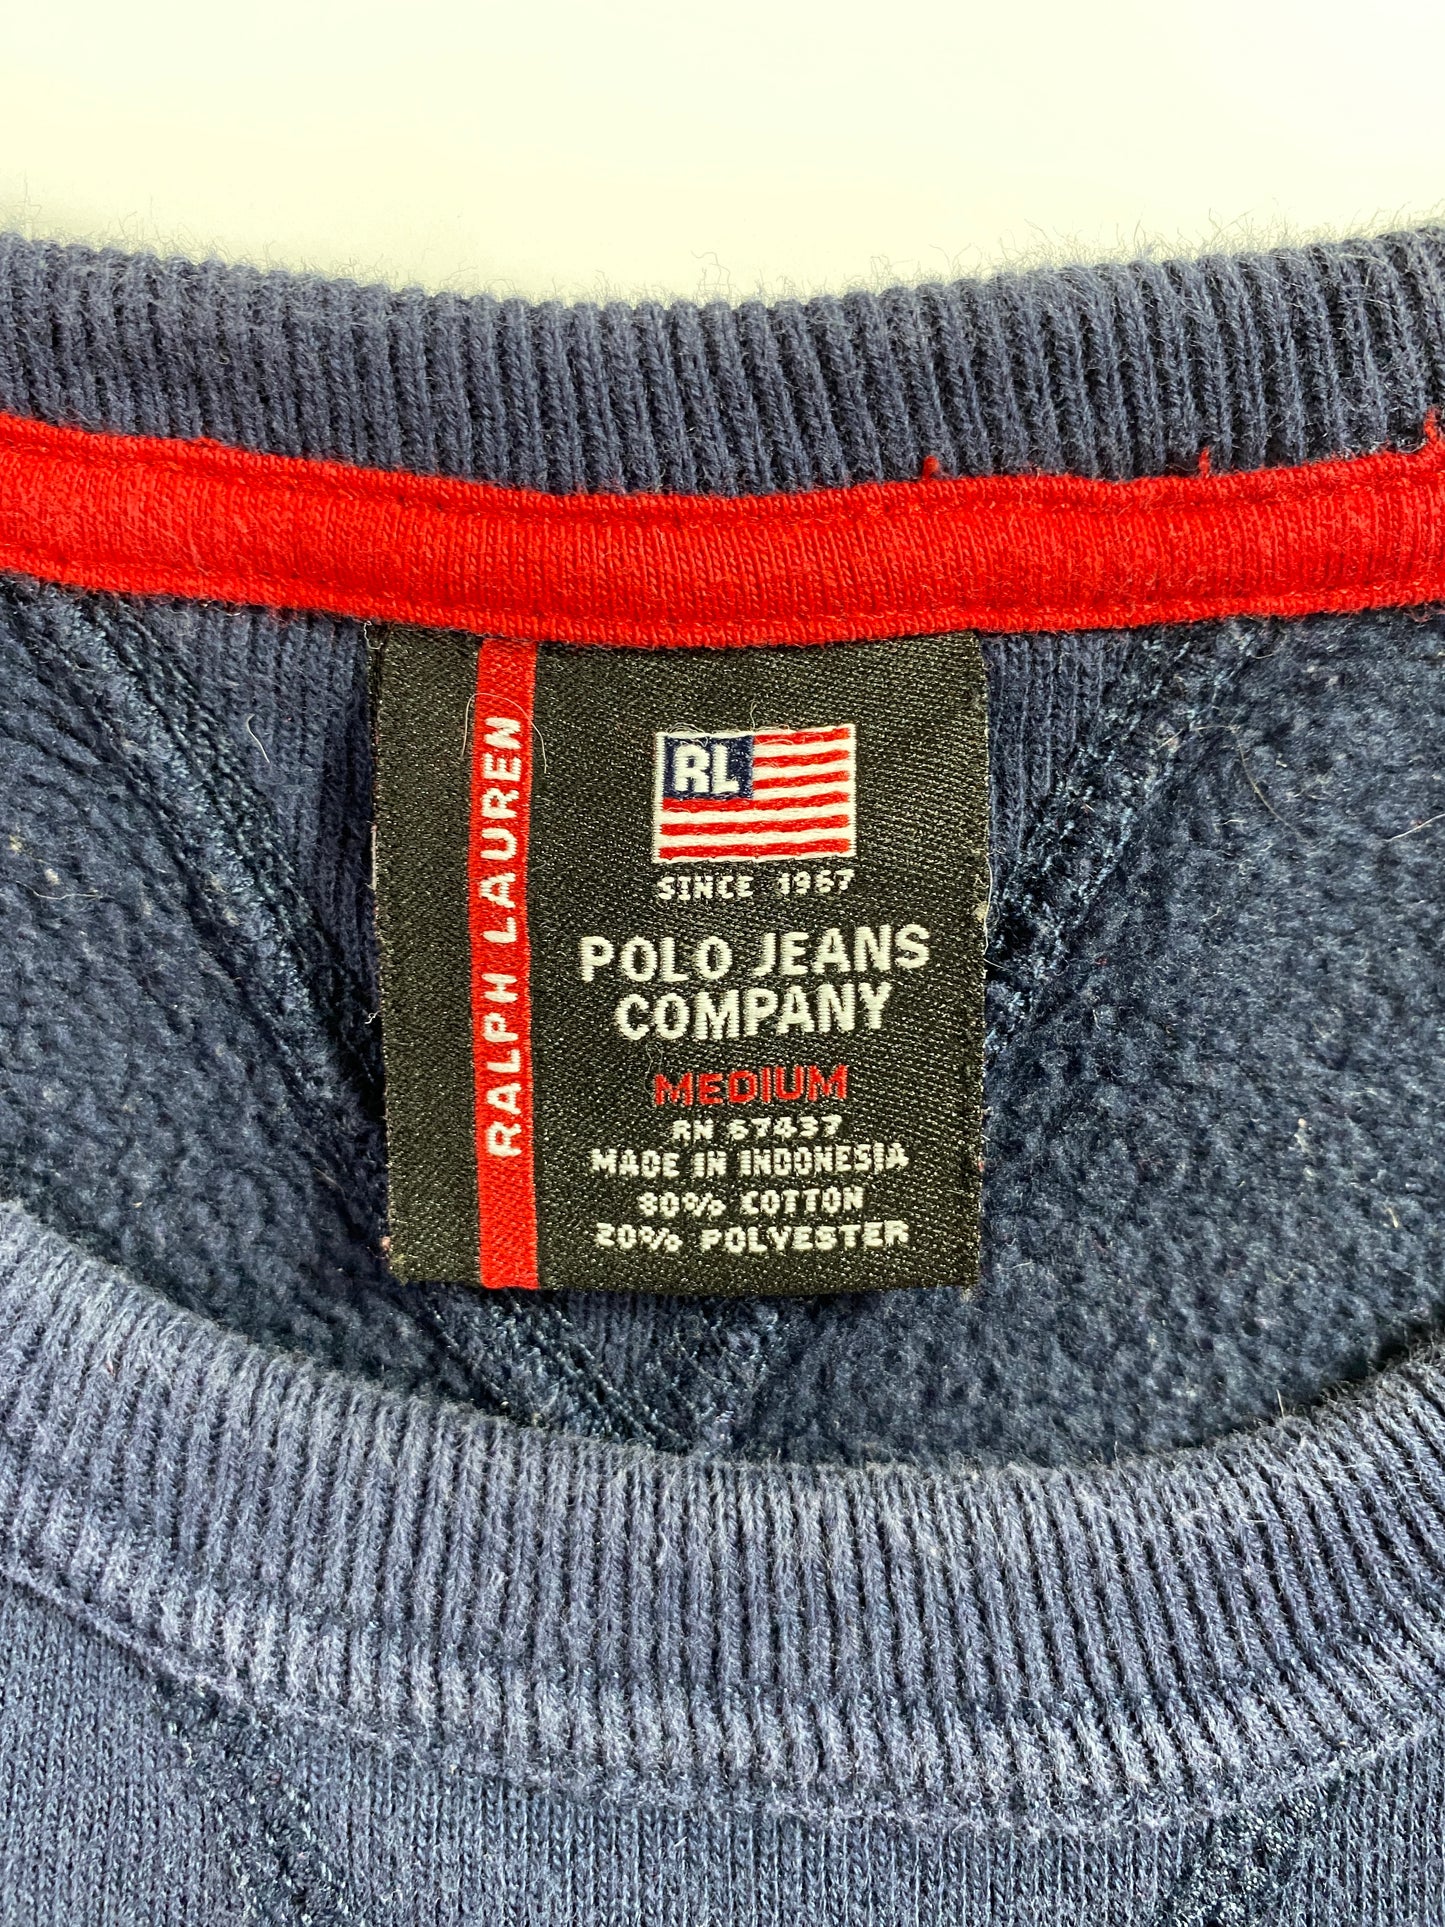 RALPH LAUREN
RL
SINCE 1967
POLO JEANS
COMPANY
MEDIUM
RN 67437
MADE IN INDONESIA
80% COTTON
20% POLYESTER